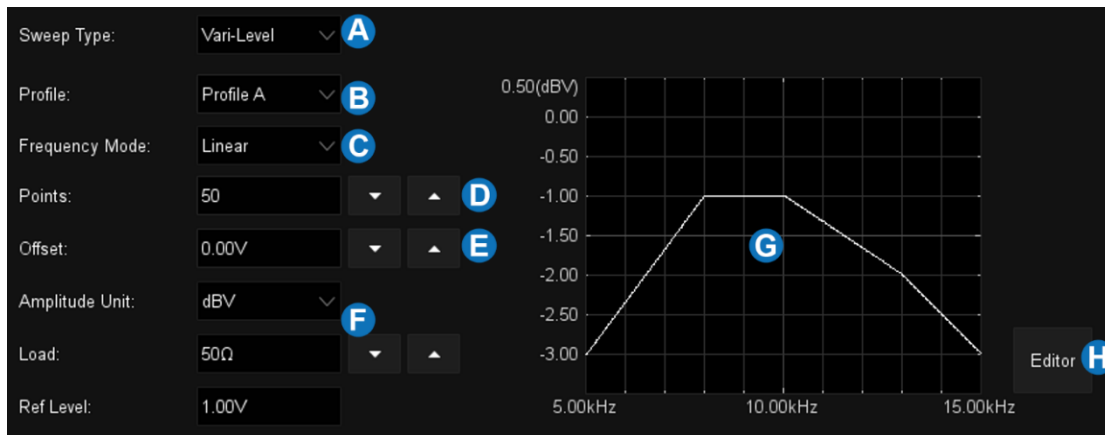 Sweep Type: Vari-Level A
Profile: Profile A B
Frequency Mode: Linear C
Points: 50 D
Offset: 0.00V E
Amplitude Unit: dBV
F
Load: 50Ω
Ref Level: 1.00V
0.50(dBV)
0.00
-0.50
-1.00
-1.50
-2.00
-2.50
-3.00
G
5.00kHz 10.00kHz 15.00kHz
Editor H